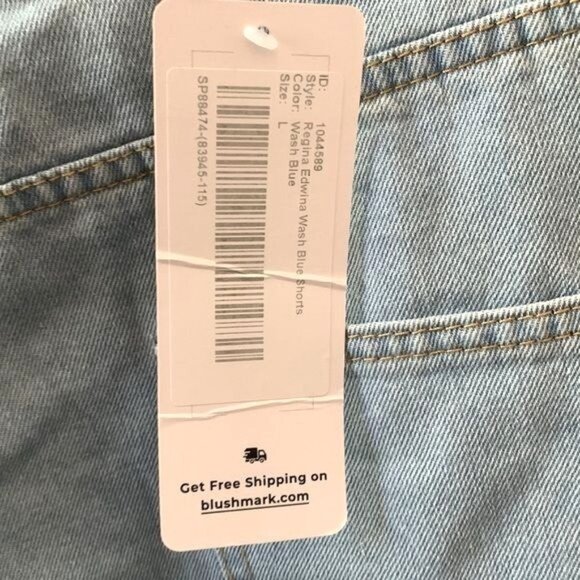 ID: 1044589
Style: Regina Edwina Wash Blue Shorts
Color: Wash Blue
Size: L
SP88474-(83945-115)
Get Free Shipping on
blushmark.com